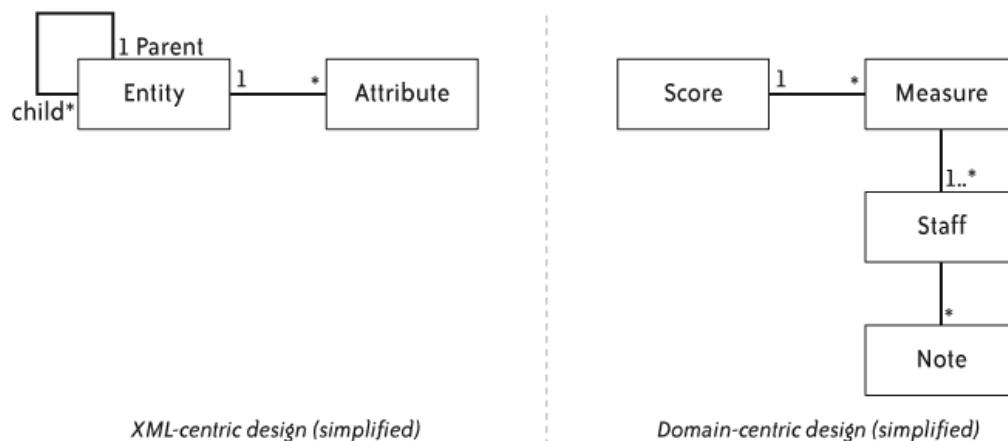 1 Parent
Entity
1
*
Attribute
child*
Score
1
*
Measure
1..*
Staff
*
Note
XML-centric design (simplified)
Domain-centric design (simplified)